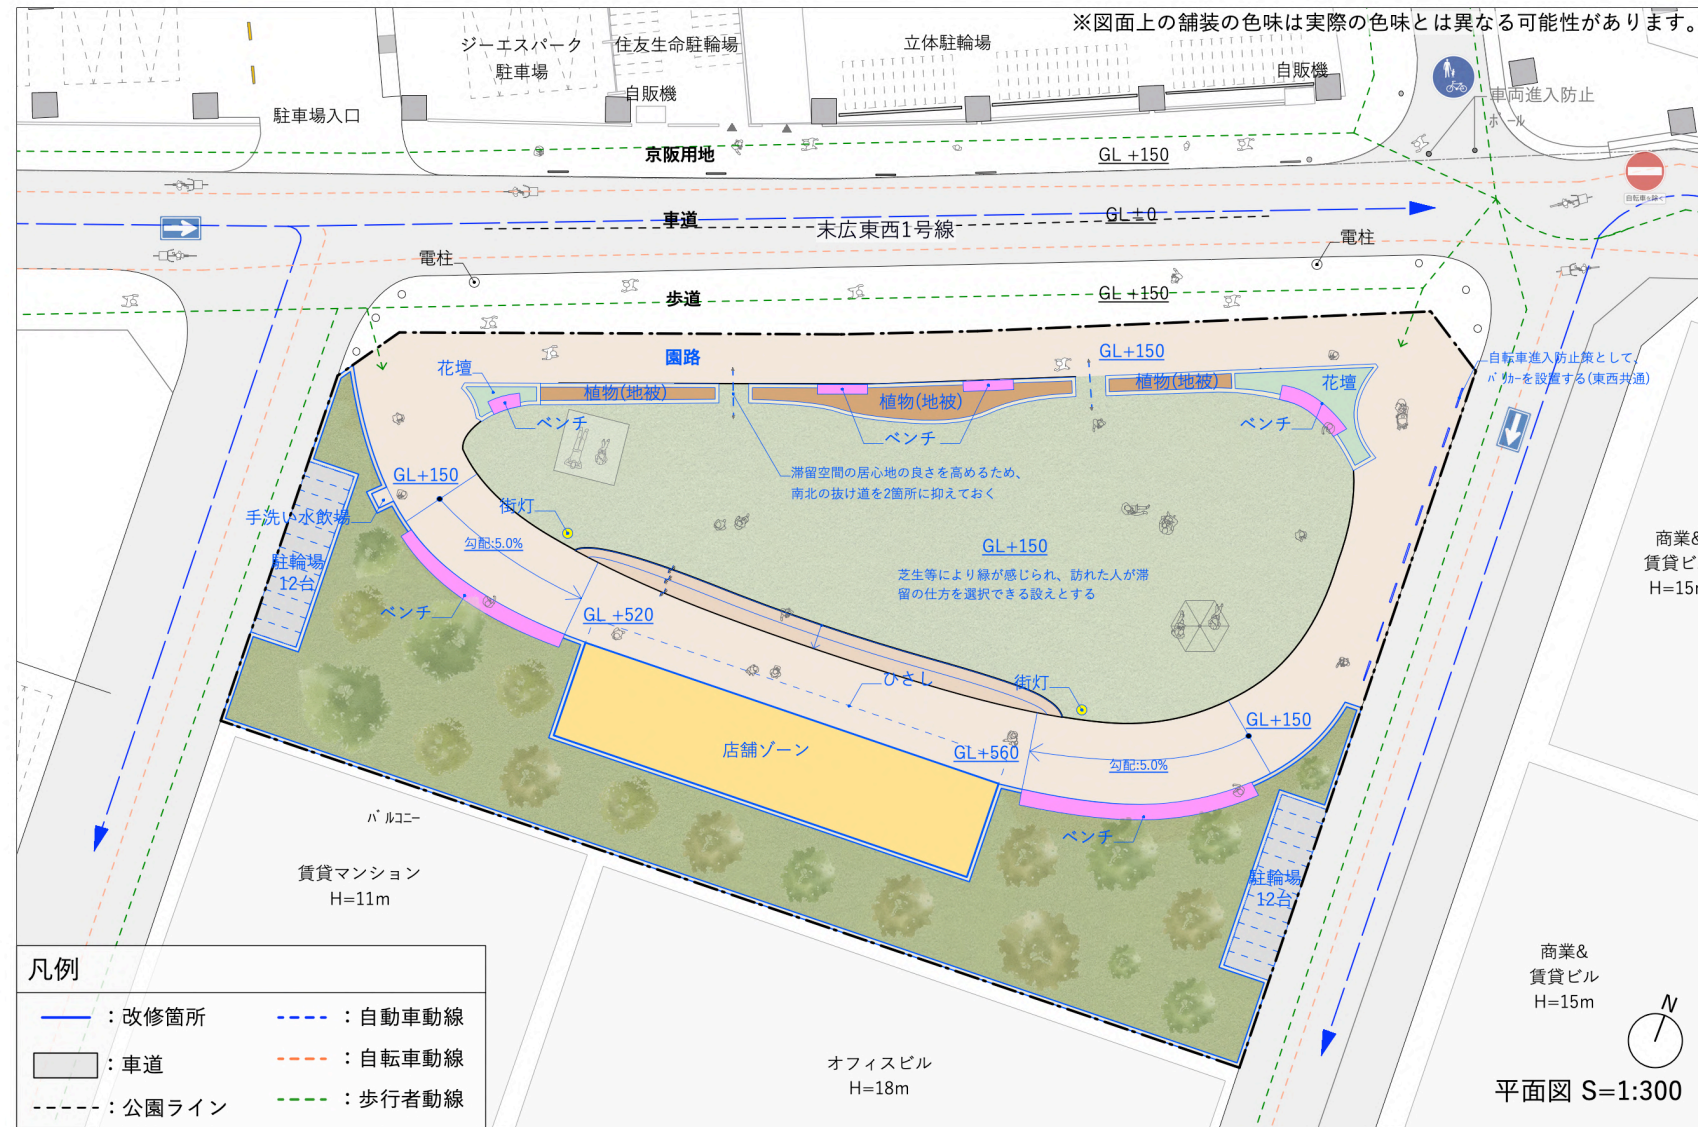 ※図面上の舗装の色味は実際の色味とは異なる可能性があります。
ジーエスパーク
駐車場
住友生命駐輪場
立体駐輪場
自販機
自販機
駐車場入口
車両進入防止
ポール
京阪用地
GL +150
自転車を除く
車道
GL±0
末広東西1号線
電柱
電柱
歩道
GL +150
園路
GL+150
自転車進入防止策として、
バリカーを設置する(東西共通)
花壇
植物(地被)
植物(地被)
植物(地被)
花壇
ベンチ
ベンチ
ベンチ
滞留空間の居心地の良さを高めるため、
南北の抜け道を2箇所に抑えておく
GL+150
手洗い水飲場
街灯
勾配:5.0%
GL+150
芝生等により緑が感じられ、訪れた人が滞
留の仕方を選択できる設えとする
駐輪場
12台
ベンチ
GL +520
商業&
賃貸ビ
H=15m
ひさし
街灯
GL+150
店舗ゾーン
GL+560
勾配:5.0%
ベンチ
バルコニー
賃貸マンション
H=11m
駐輪場
12台
オフィスビル
H=18m
商業&
賃貸ビル
H=15m
N
平面図 S=1:300
凡例
：改修箇所
：自動車動線
：車道
：自転車動線
：公園ライン
：歩行者動線